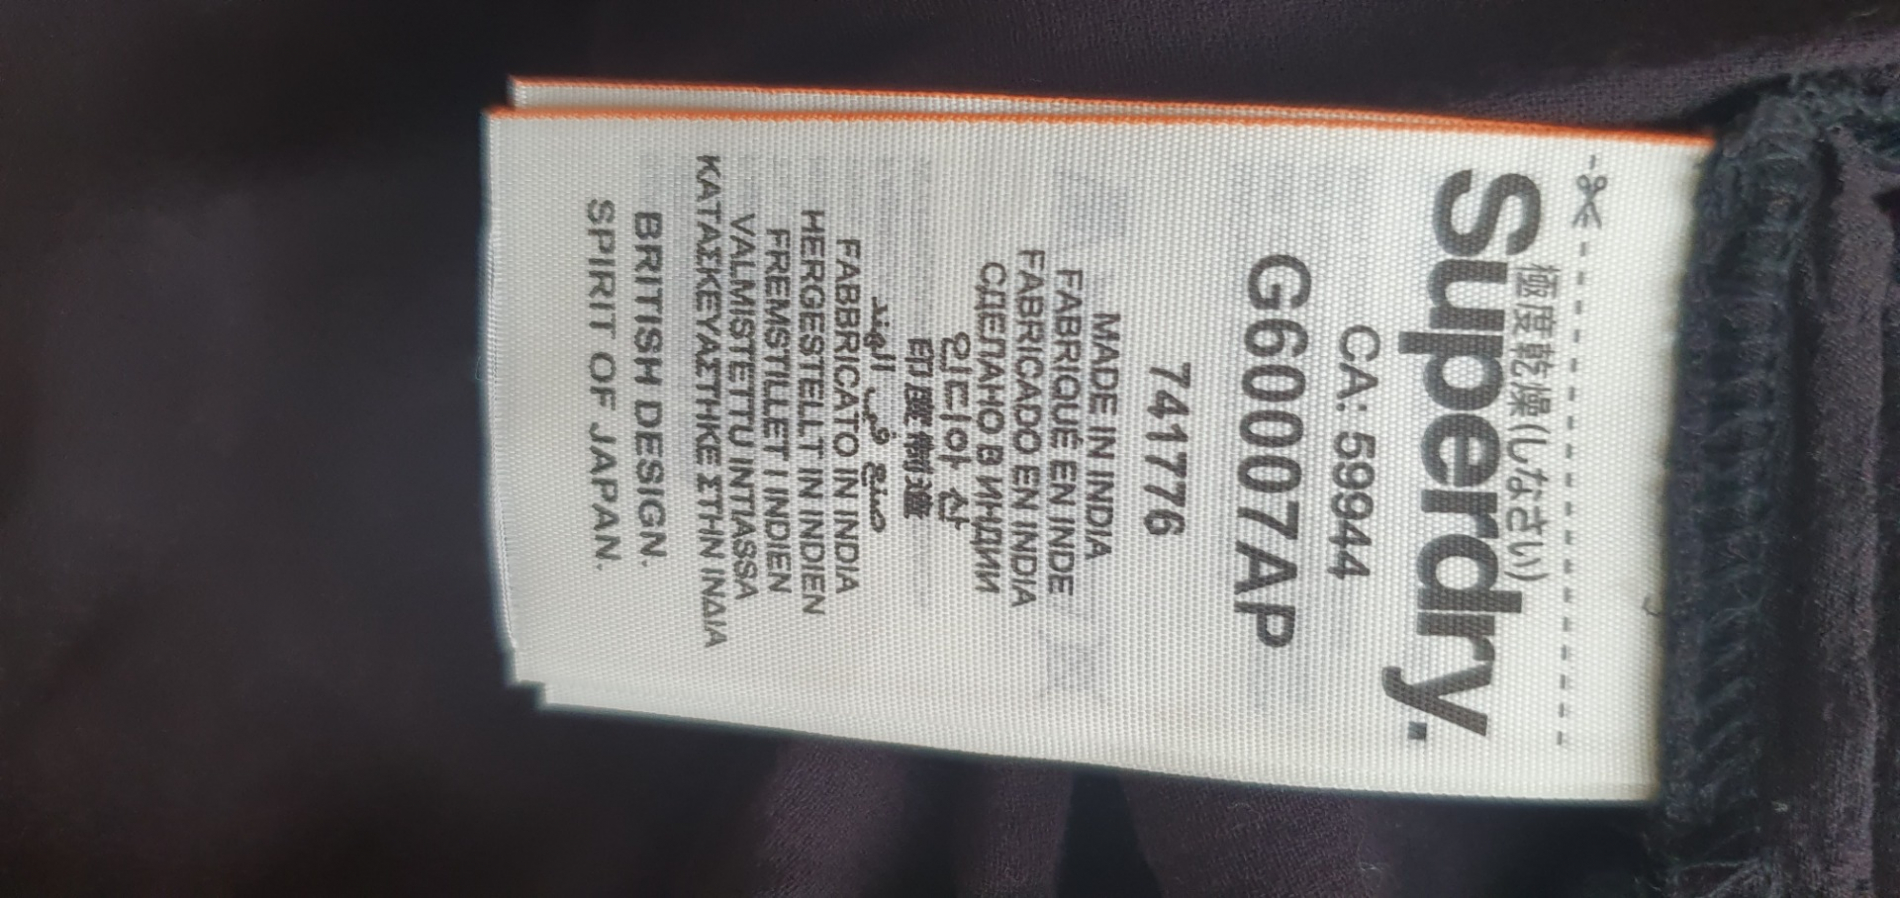 極度乾燥(しなさい)
Superdry.
CA: 59944
G60007AP
741776
MADE IN INDIA
FABRIQUÉ EN INDE
FABRICADO EN INDIA
СДЕЛАНО В ИНДИИ
인디아 산
印度制造
صنع في الهند
FABBRICATO IN INDIA
HERGESTELLT IN INDIEN
FREMSTILLET I INDIEN
VALMISTETTU INTIASSA
ΚΑΤΑΣΚΕΥΑΣΤΗΚΕ ΣΤΗΝ ΙΝΔΙΑ
BRITISH DESIGN.
SPIRIT OF JAPAN.